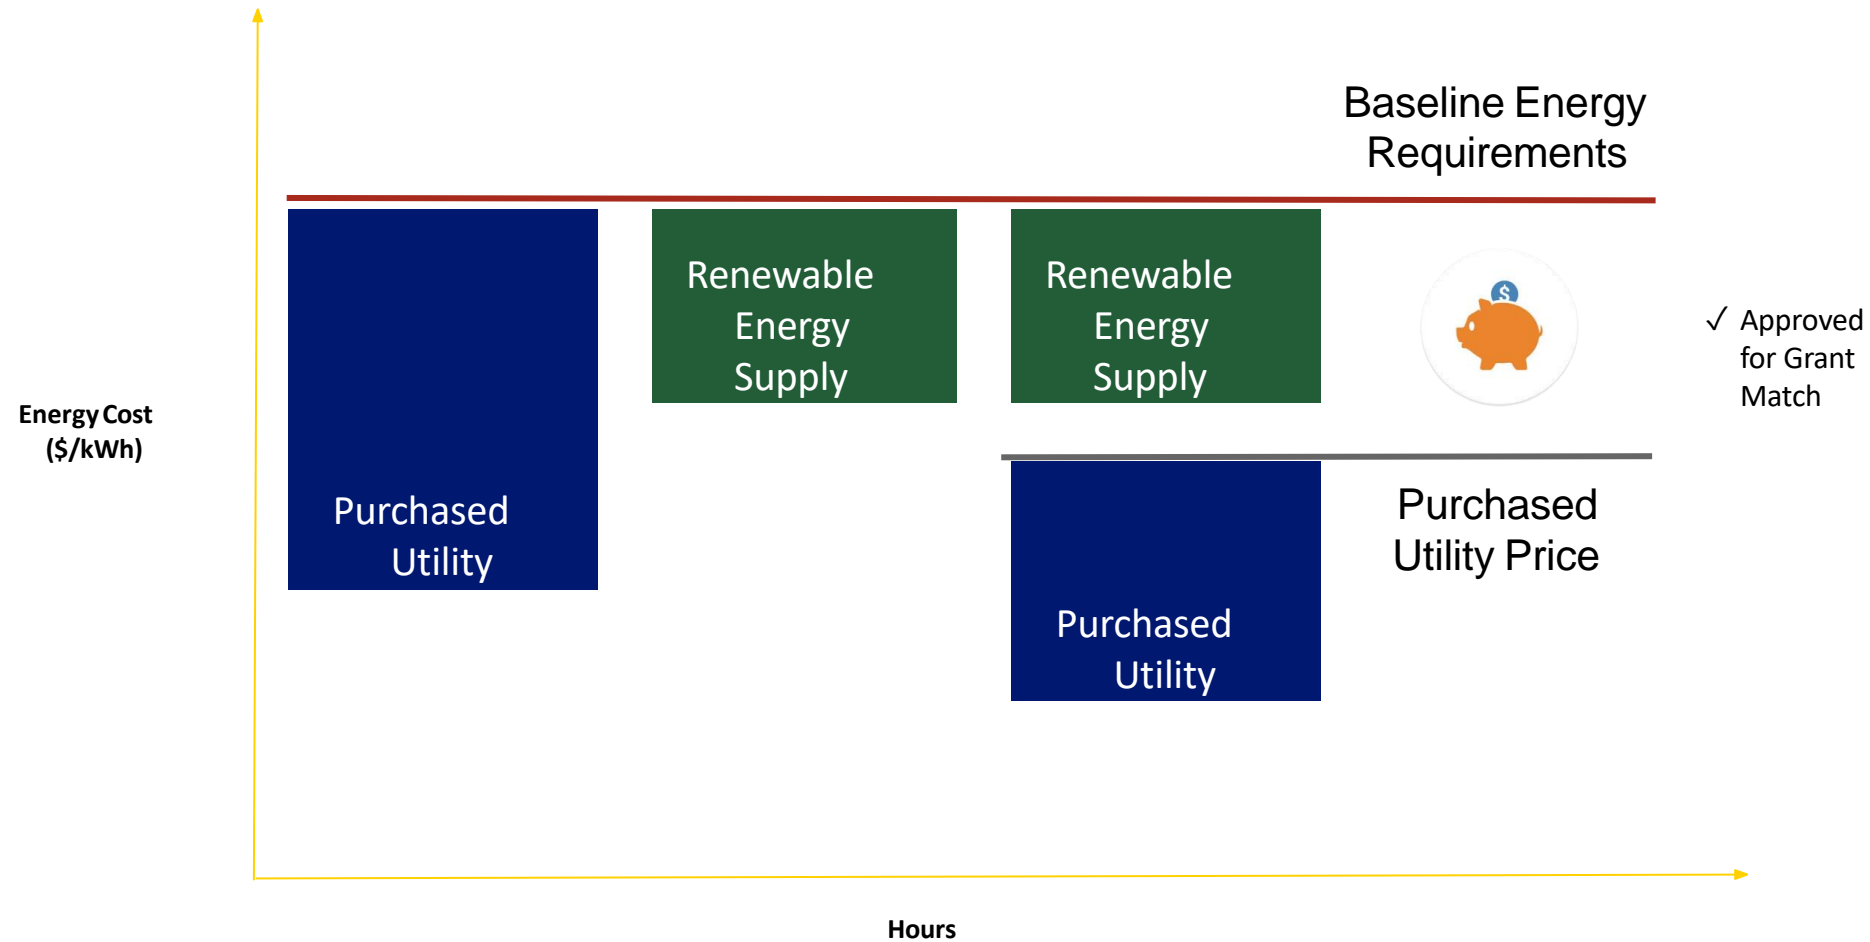 Baseline Energy
Requirements
Renewable
Energy
Supply
Renewable
Energy
Supply
$
✓ Approved
for Grant
Match
Energy Cost
($/kWh)
Purchased
Utility
Purchased
Utility Price
Purchased
Utility
Hours